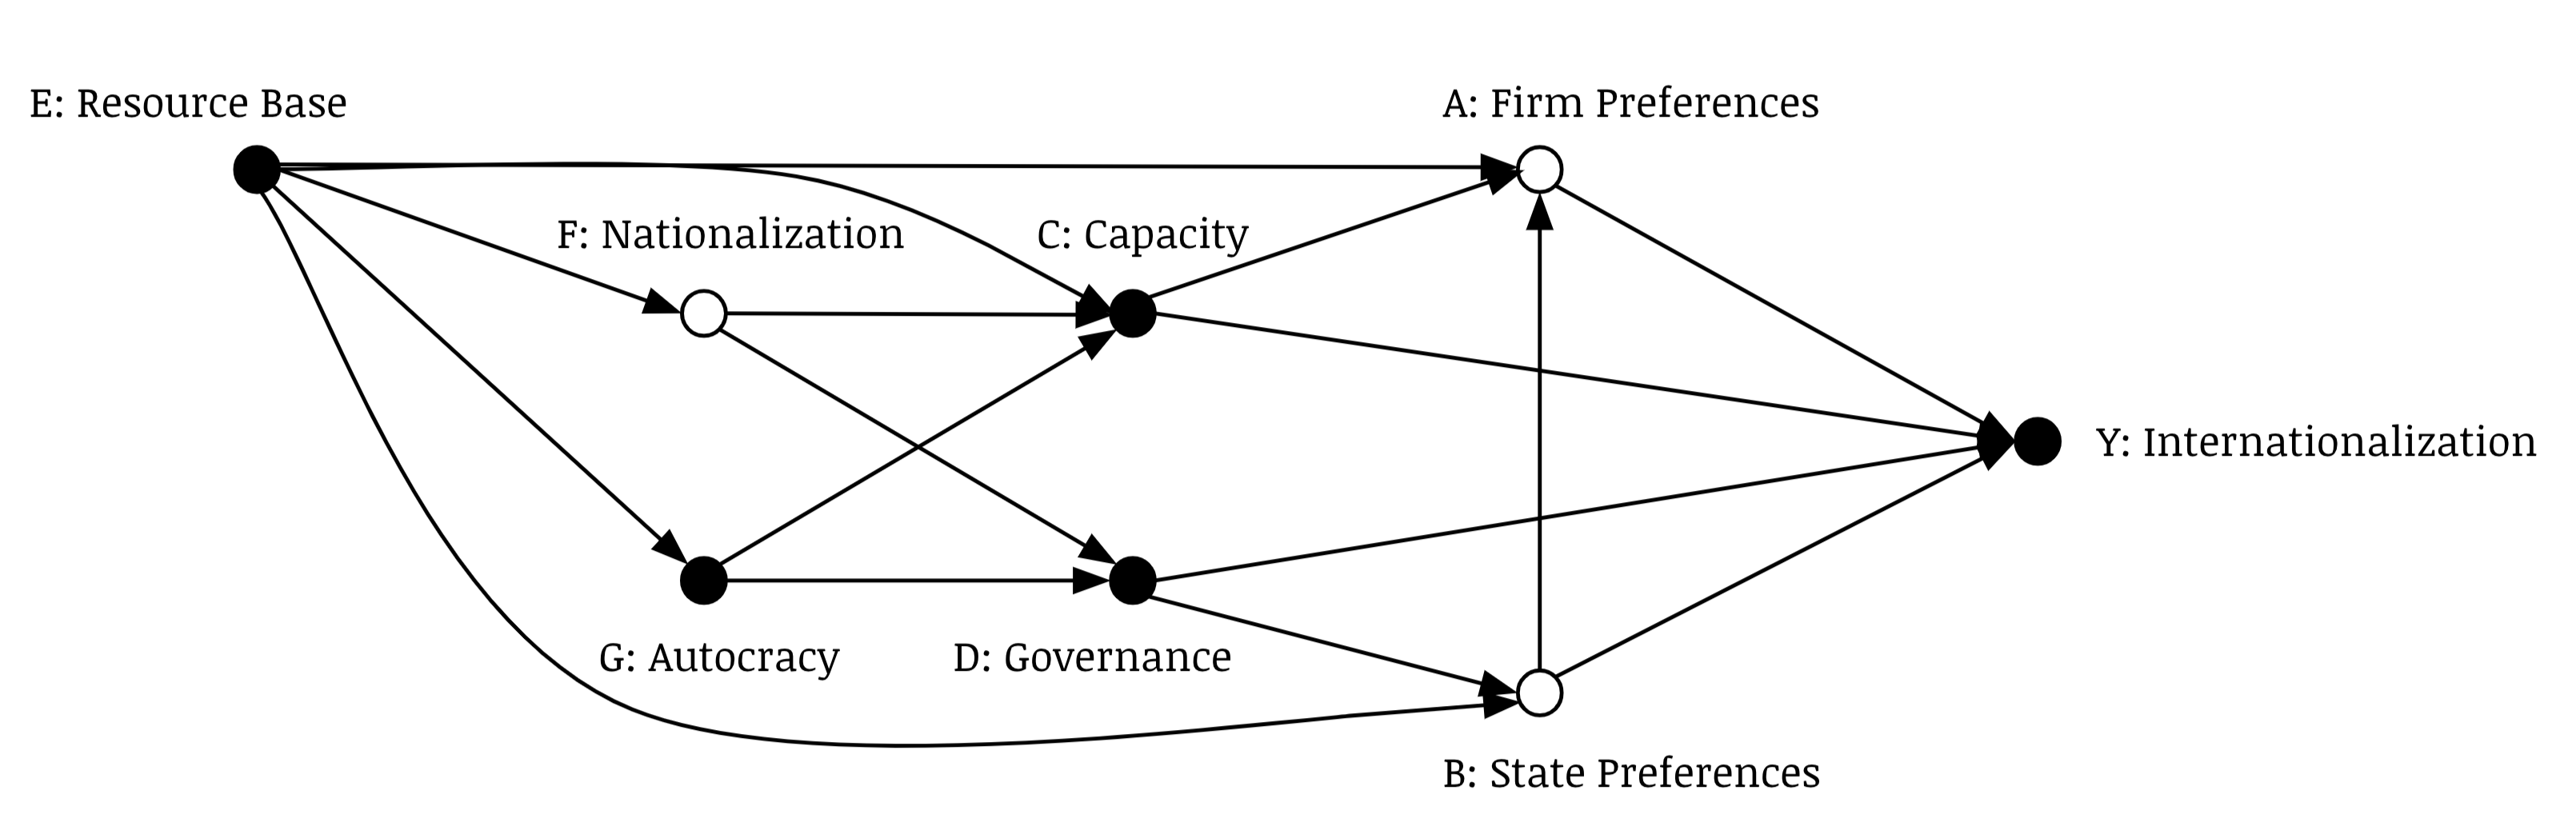 E: Resource Base
A: Firm Preferences
F: Nationalization
C: Capacity
Y: Internationalization
G: Autocracy
D: Governance
B: State Preferences